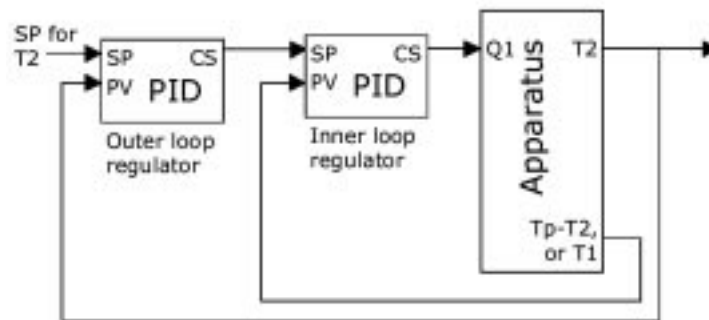 SP for
T2
SP CS
PV PID
Outer loop
regulator
SP CS
PV PID
Inner loop
regulator
Q1 T2
Apparatus
Tp-T2,
or T1